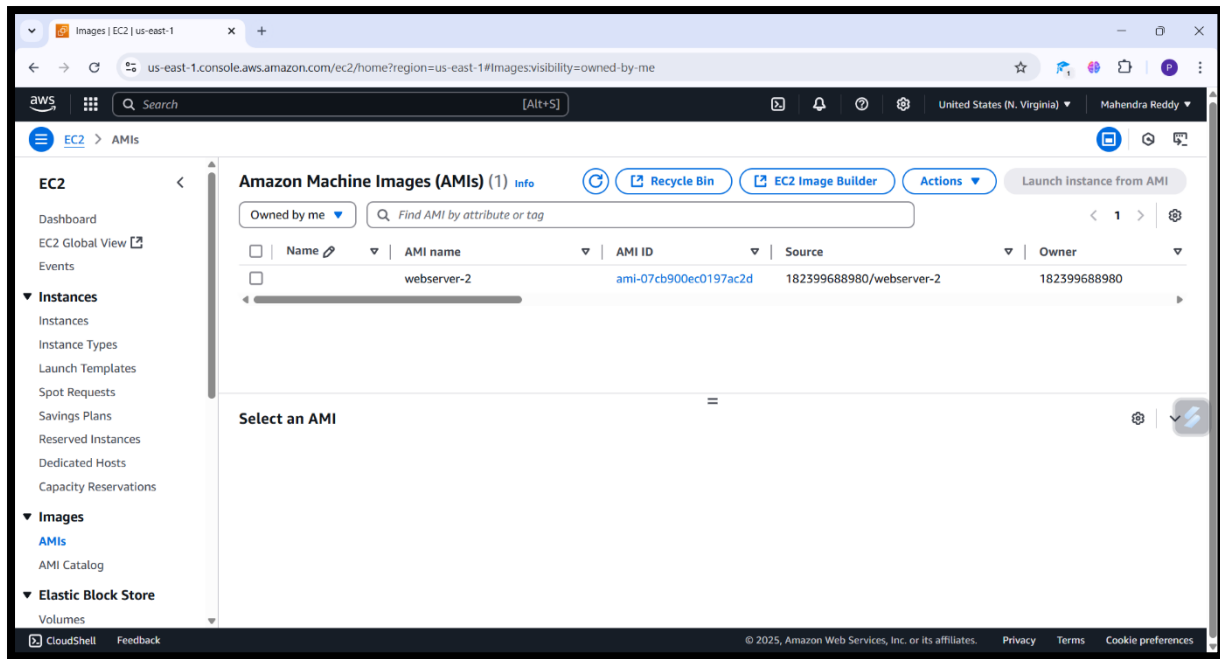 Images | EC2 | us-east-1
us-east-1.console.aws.amazon.com/ec2/home?region=us-east-1#Images:visibility=owned-by-me
P
aws Search [Alt+S] United States (N. Virginia) Mahendra Reddy
EC2 > AMIs
EC2
Dashboard
EC2 Global View
Events
Instances
Instances
Instance Types
Launch Templates
Spot Requests
Savings Plans
Reserved Instances
Dedicated Hosts
Capacity Reservations
Images
AMIs
AMI Catalog
Elastic Block Store
Volumes
Amazon Machine Images (AMIs) (1) Info Recycle Bin EC2 Image Builder Actions Launch instance from AMI
Owned by me Find AMI by attribute or tag 1
Name AMI name AMI ID Source Owner
webserver-2 ami-07cb900ec0197ac2d 182399688980/webserver-2 182399688980
Select an AMI
CloudShell Feedback © 2025, Amazon Web Services, Inc. or its affiliates. Privacy Terms Cookie preferences